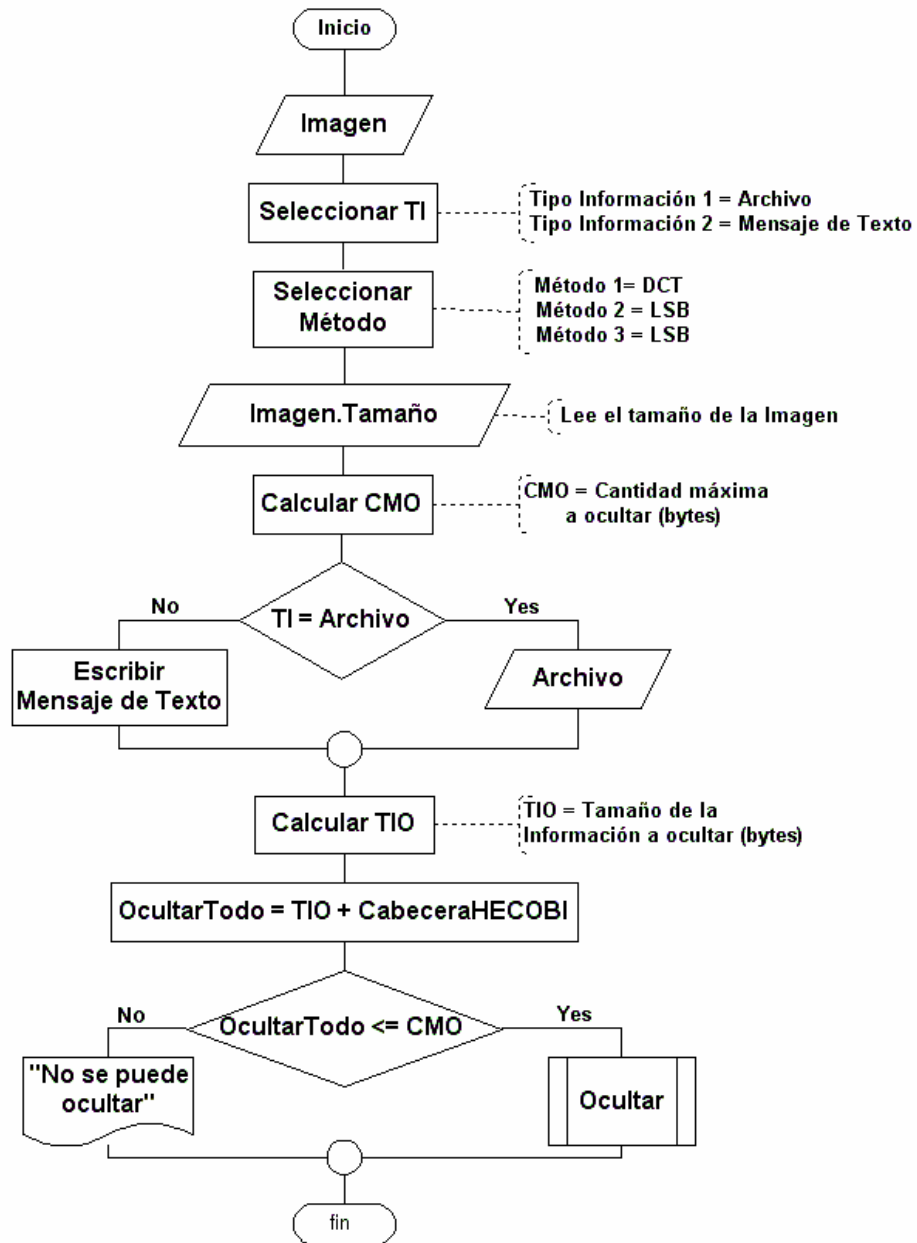 Inicio
Imagen
Seleccionar TI
Tipo Información 1 = Archivo
Tipo Información 2 = Mensaje de Texto
Seleccionar
Método
Método 1= DCT
Método 2 = LSB
Método 3 = LSB
Imagen.Tamaño
Lee el tamaño de la Imagen
Calcular CMO
CMO = Cantidad máxima
a ocultar (bytes)
TI = Archivo
No
Yes
Escribir
Mensaje de Texto
Archivo
Calcular TIO
TIO = Tamaño de la
Información a ocultar (bytes)
OcultarTodo = TIO + CabeceraHECOBI
OcultarTodo <= CMO
No
Yes
"No se puede
ocultar"
Ocultar
fin